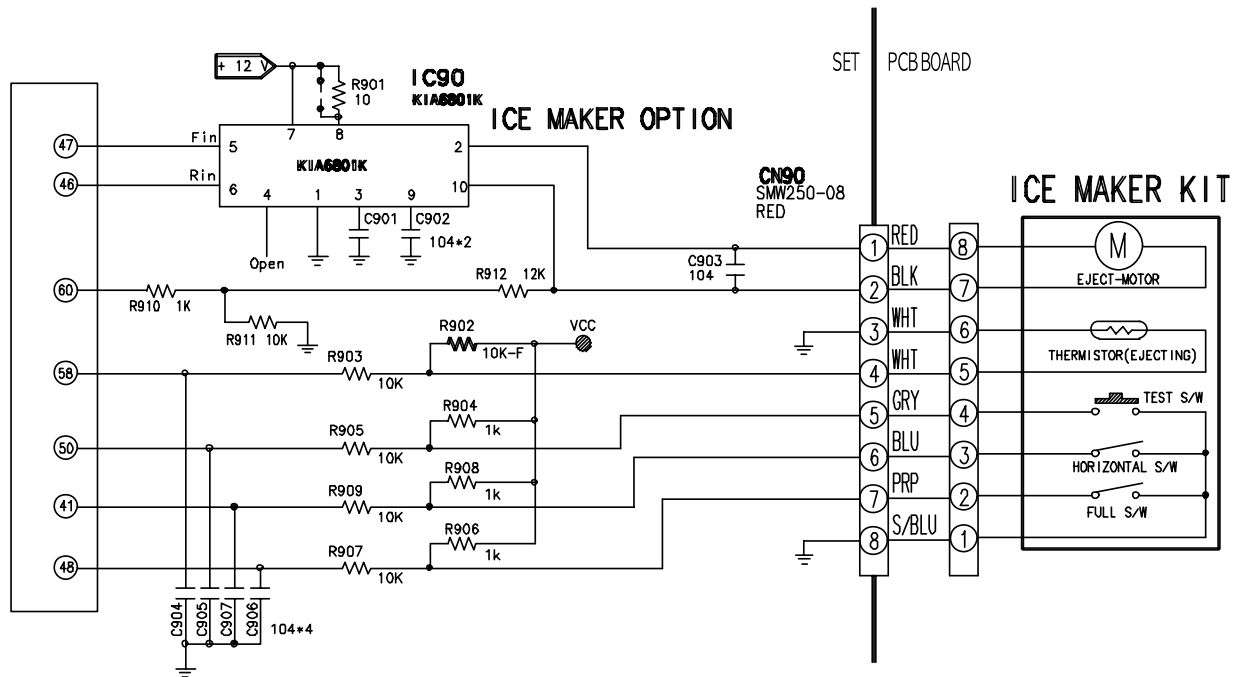 SET PCB BOARD
+ 12 V
R901
10
IC90
KIA6801K
ICE MAKER OPTION
47
Fin
5
7
8
2
KIA6801K
46
Rin
6
4
1
3
9
10
C901
C902
104*2
Open
CN90
SMW250-08
RED
ICE MAKER KIT
1
RED
8
M
EJECT-MOTOR
C903
104
60
R910 1K
R911 10K
R912 12K
2
BLK
7
3
WHT
6
THERMISTOR(EJECTING)
R902
10K-F
VCC
58
R903
10K
4
WHT
5
R904
1k
5
GRY
4
TEST S/W
50
R905
10K
6
BLU
3
HORIZONTAL S/W
R908
1k
41
R909
10K
7
PRP
2
FULL S/W
R906
1k
48
R907
10K
8
S/BLU
1
C904
C905
C907
C906
104*4